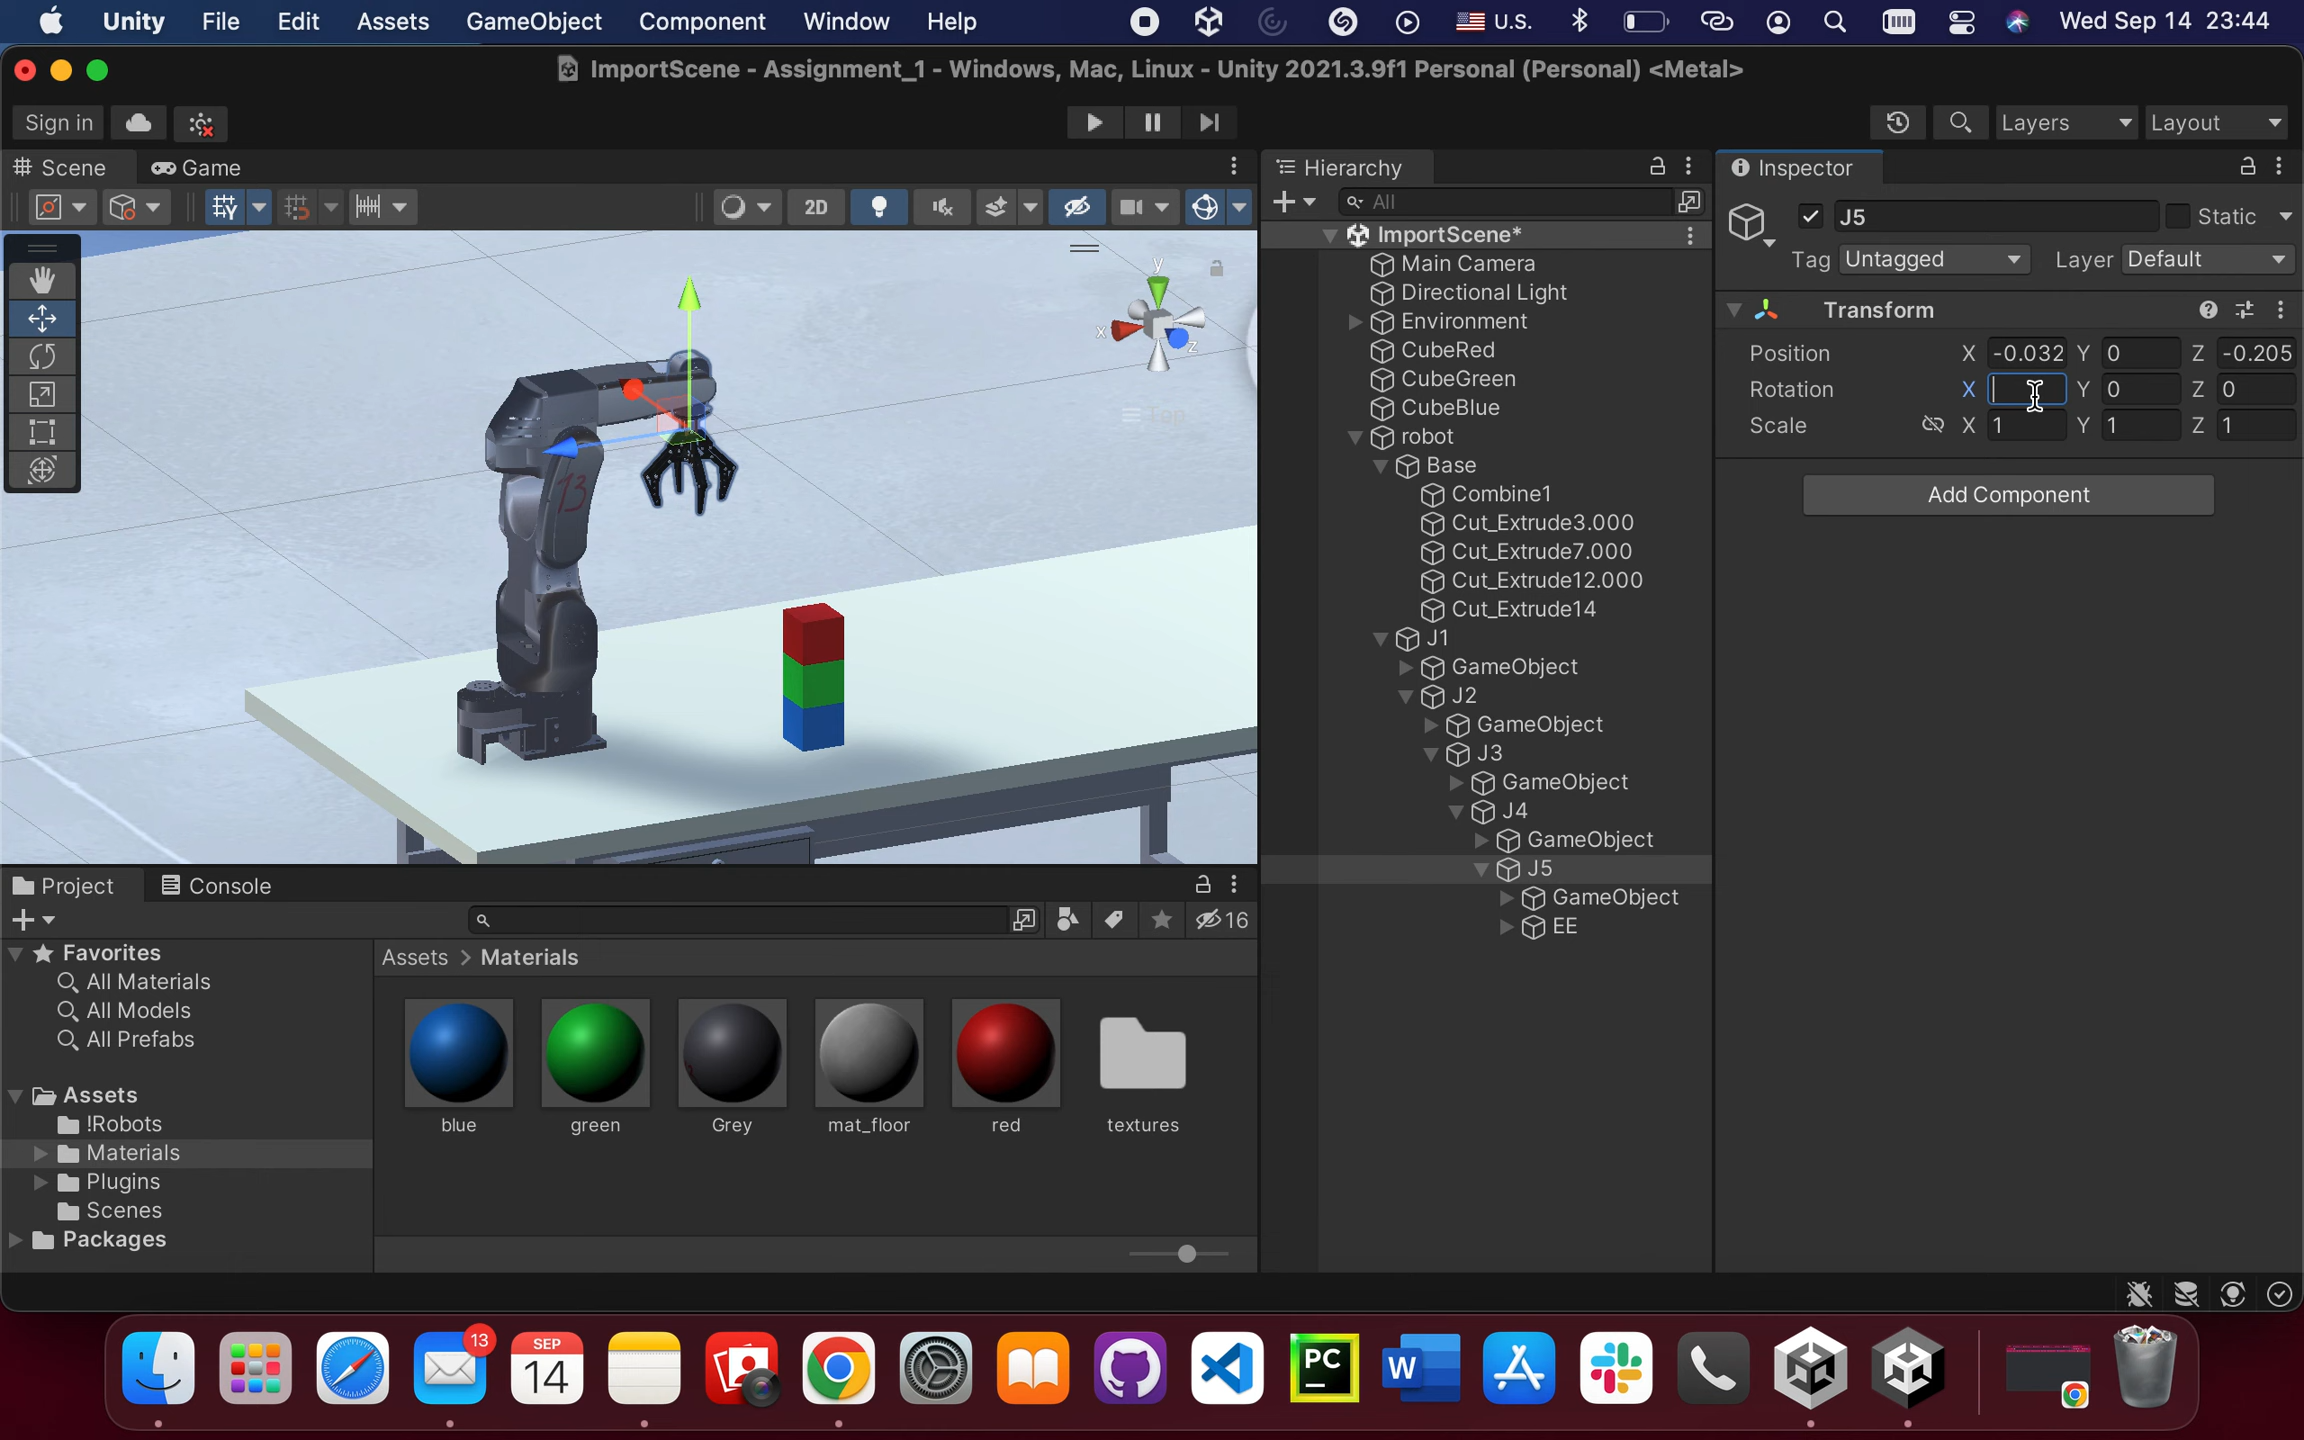 Unity File Edit Assets GameObject Component Window Help U.S. Wed Sep 14 23:44
ImportScene - Assignment_1 - Windows, Mac, Linux - Unity 2021.3.9f1 Personal (Personal) <Metal>
Sign in Layers Layout
Scene Game
2D
y
x
z
Top
13
Hierarchy
All
ImportScene*
Main Camera
Directional Light
Environment
CubeRed
CubeGreen
CubeBlue
robot
Base
Combine1
Cut_Extrude3.000
Cut_Extrude7.000
Cut_Extrude12.000
Cut_Extrude14
J1
GameObject
J2
GameObject
J3
GameObject
J4
GameObject
J5
GameObject
EE
Inspector
J5 Static
Tag Untagged Layer Default
Transform
Position X -0.032 Y 0 Z -0.205
Rotation X Y 0 Z 0
Scale X 1 Y 1 Z 1
Add Component
Project Console
16
Favorites
All Materials
All Models
All Prefabs
Assets
!Robots
Materials
Plugins
Scenes
Packages
Assets > Materials
blue green Grey mat_floor red textures
13
SEP
14
PC
W